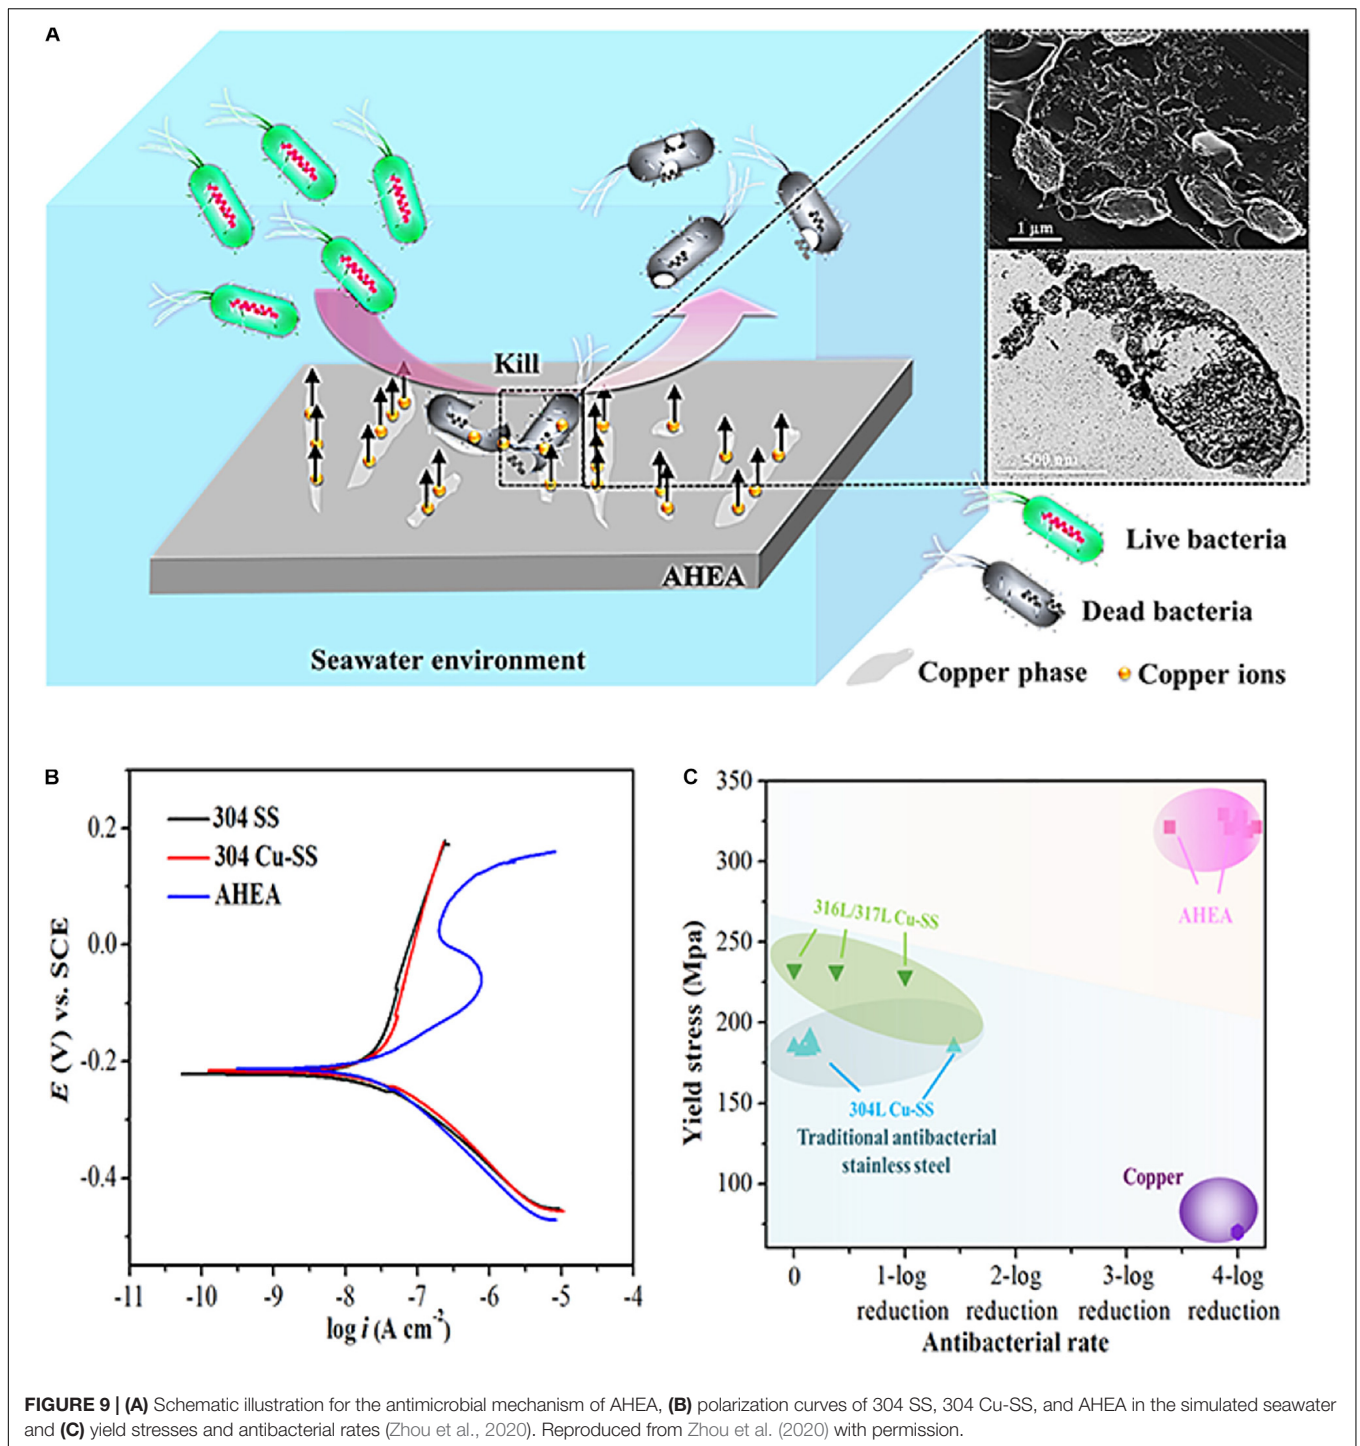 A
1 μm
Kill
500 nm
AHEA
Live bacteria
Dead bacteria
Seawater environment
Copper phase
Copper ions
B
304 SS
304 Cu-SS
AHEA
0.2
0.0
-0.2
-0.4
E (V) vs. SCE
-11 -10 -9 -8 -7 -6 -5 -4
log i (A cm⁻²)
C
350
300
250
200
150
100
Yield stress (Mpa)
AHEA
316L/317L Cu-SS
304L Cu-SS
Traditional antibacterial
stainless steel
Copper
0 1-log 2-log 3-log 4-log
reduction reduction reduction reduction
Antibacterial rate
FIGURE 9 | (A) Schematic illustration for the antimicrobial mechanism of AHEA, (B) polarization curves of 304 SS, 304 Cu-SS, and AHEA in the simulated seawater
and (C) yield stresses and antibacterial rates (Zhou et al., 2020). Reproduced from Zhou et al. (2020) with permission.